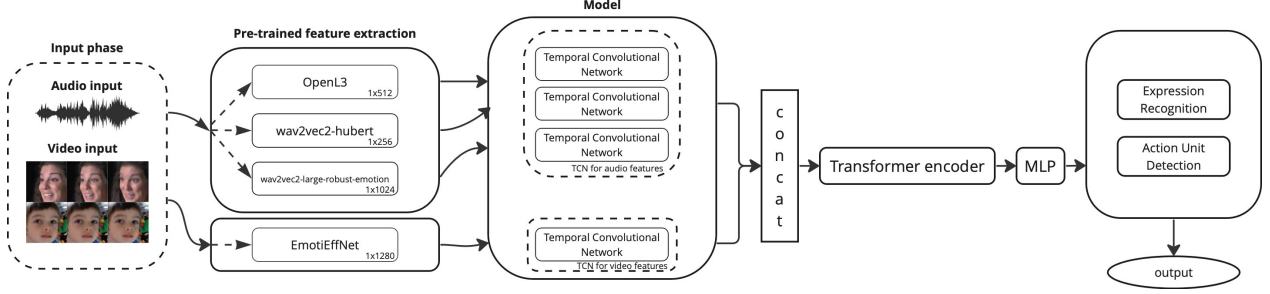 Input phase
Audio input
Video input
Pre-trained feature extraction
OpenL3
1x512
wav2vec2-hubert
1x256
wav2vec2-large-robust-emotion
1x1024
EmotiEffNet
1x1280
Model
Temporal Convolutional
Network
Temporal Convolutional
Network
Temporal Convolutional
Network
TCN for audio features
Temporal Convolutional
Network
TCN for video features
c
o
n
c
a
t
Transformer encoder
MLP
Expression
Recognition
Action Unit
Detection
output